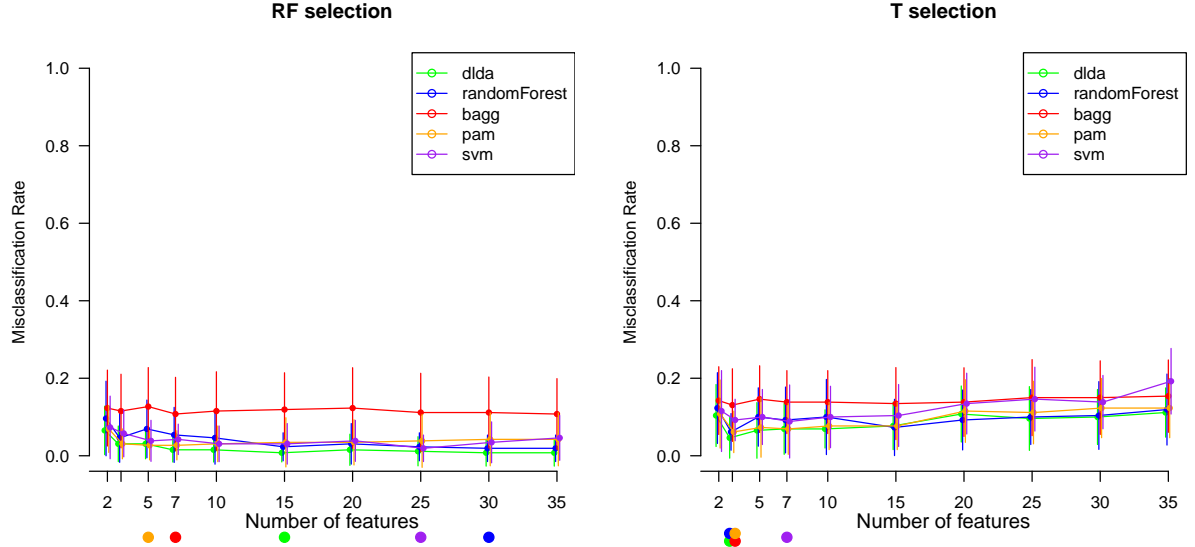 RF selection
Misclassification Rate
1.0
0.8
0.6
0.4
0.2
0.0
dlda
randomForest
bagg
pam
svm
2 5 7 10 15 20 25 30 35
Number of features
T selection
Misclassification Rate
1.0
0.8
0.6
0.4
0.2
0.0
dlda
randomForest
bagg
pam
svm
2 5 7 10 15 20 25 30 35
Number of features